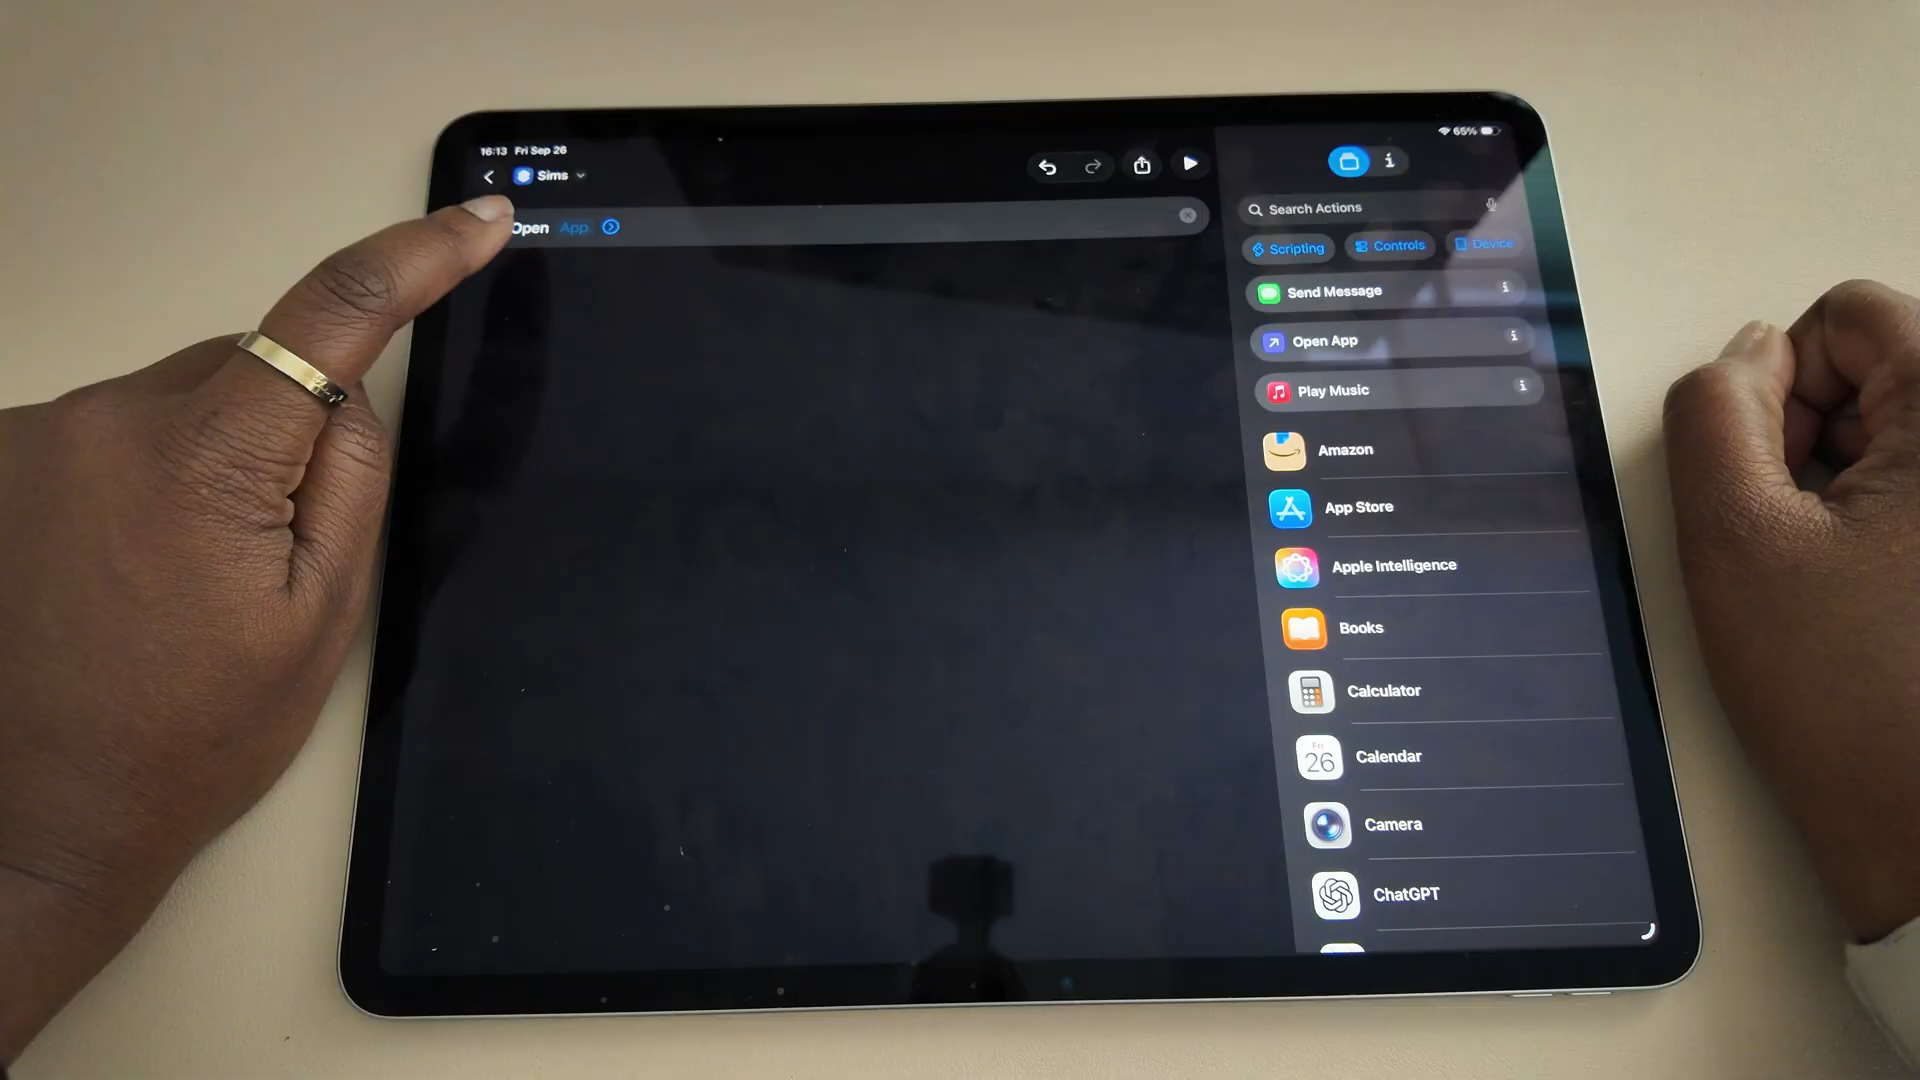 16:13 Fri Sep 26
65%
Sims
Open App
Search Actions
Scripting
Controls
Device
Send Message
Open App
Play Music
Amazon
App Store
Apple Intelligence
Books
Calculator
Fri
26
Calendar
Camera
ChatGPT